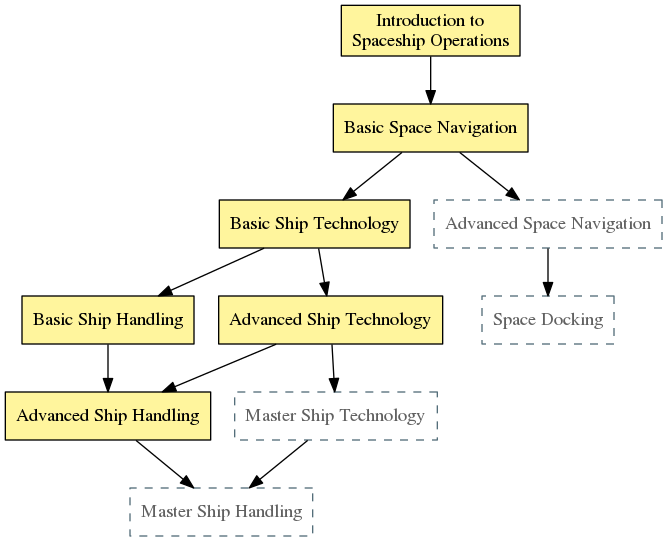 Introduction to
Spaceship Operations
Basic Space Navigation
Basic Ship Technology
Advanced Space Navigation
Basic Ship Handling
Advanced Ship Technology
Space Docking
Advanced Ship Handling
Master Ship Technology
Master Ship Handling